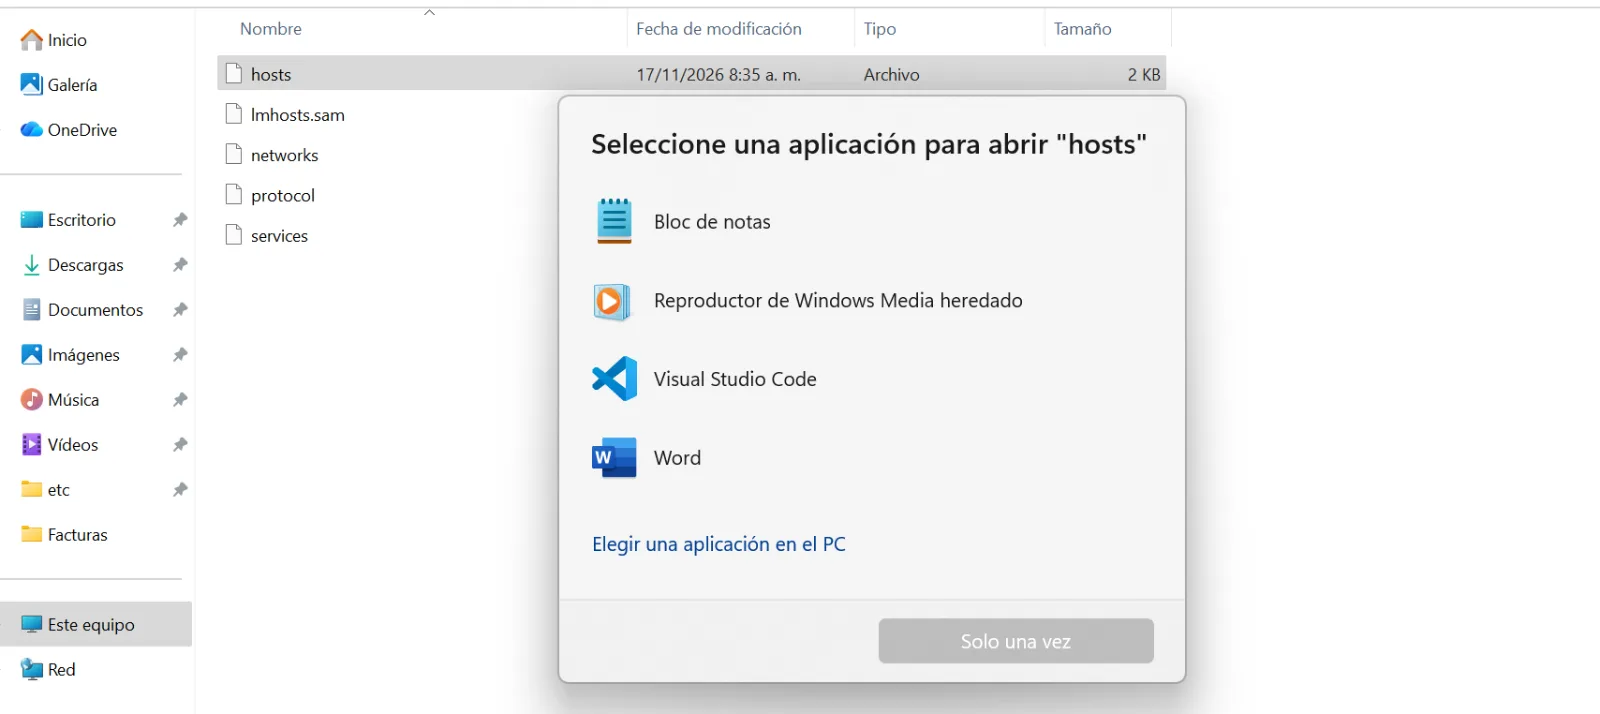 Nombre Fecha de modificación Tipo Tamaño
Inicio
Galería
OneDrive
Escritorio
Descargas
Documentos
Imágenes
Música
Vídeos
etc
Facturas
Este equipo
Red
hosts 17/11/2026 8:35 a. m. Archivo 2 KB
lmhosts.sam
networks
protocol
services
Seleccione una aplicación para abrir "hosts"
Bloc de notas
Reproductor de Windows Media heredado
Visual Studio Code
W Word
Elegir una aplicación en el PC
Solo una vez